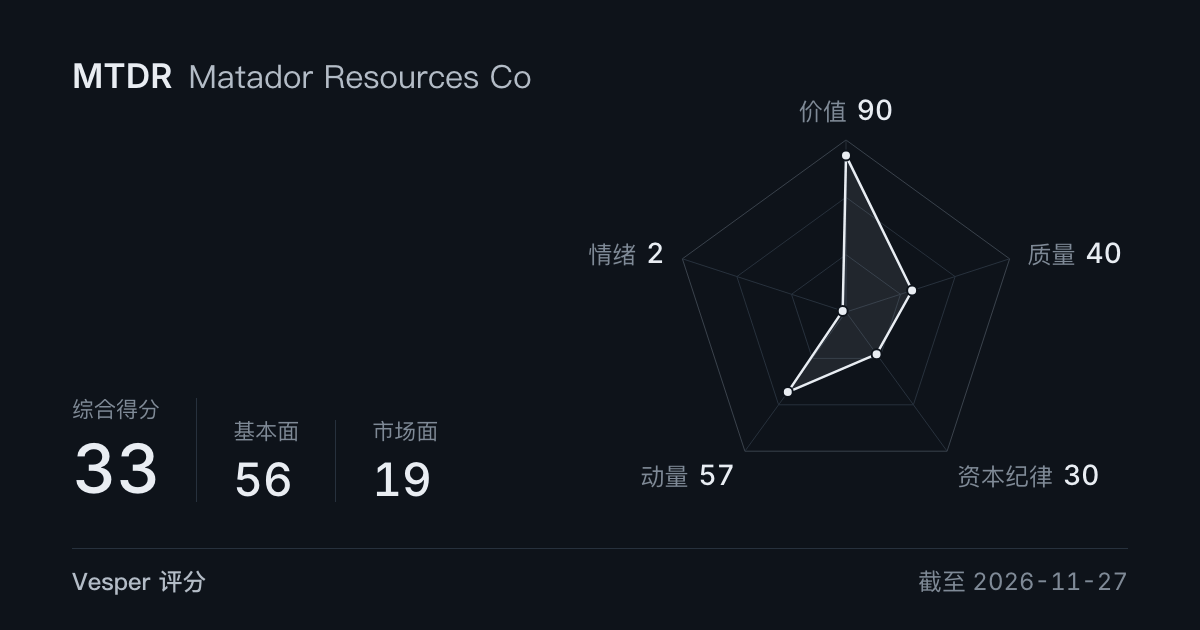 MTDR Matador Resources Co
价值 90
情绪 2
质量 40
动量 57
资本纪律 30
综合得分
33
基本面
56
市场面
19
Vesper 评分
截至 2026-11-27